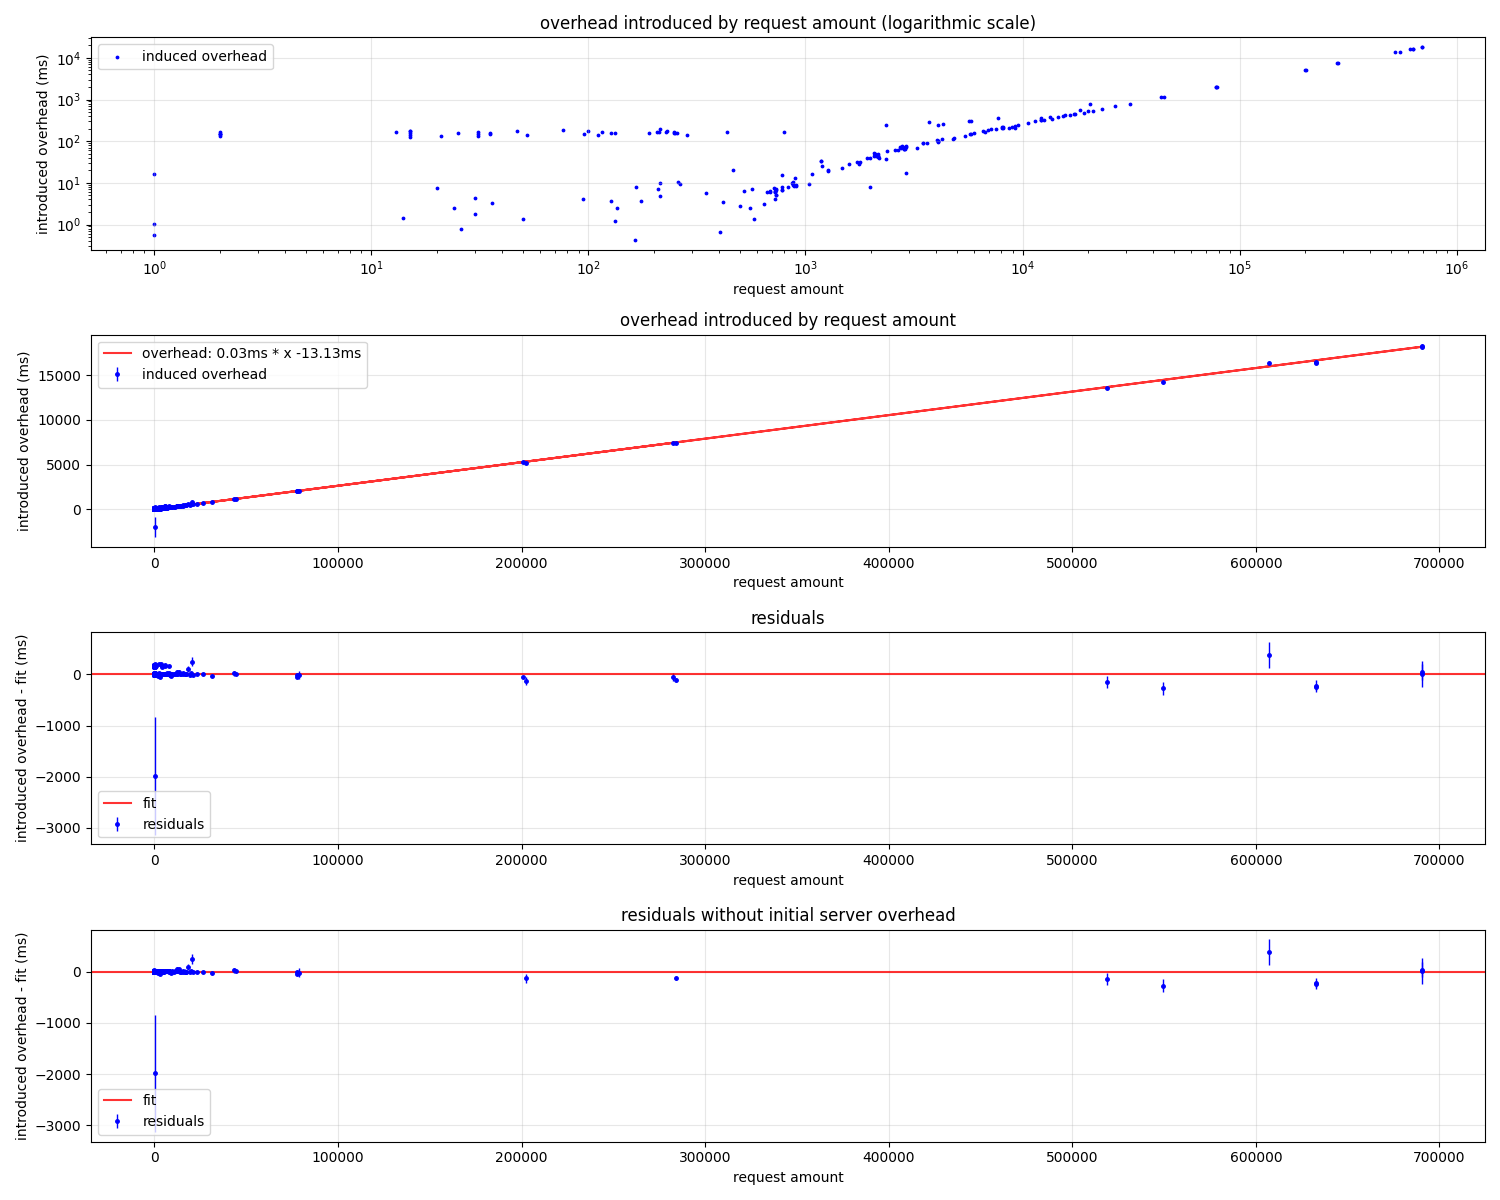 overhead introduced by request amount (logarithmic scale)
induced overhead
introduced overhead (ms)
10⁴
10³
10²
10¹
10⁰
10⁰ 10¹ 10² 10³ 10⁴ 10⁵ 10⁶
request amount
overhead introduced by request amount
overhead: 0.03ms * x -13.13ms
induced overhead
introduced overhead (ms)
15000
10000
5000
0
0 100000 200000 300000 400000 500000 600000 700000
request amount
residuals
introduced overhead - fit (ms)
0
−1000
−2000
−3000
fit
residuals
0 100000 200000 300000 400000 500000 600000 700000
request amount
residuals without initial server overhead
introduced overhead - fit (ms)
0
−1000
−2000
−3000
fit
residuals
0 100000 200000 300000 400000 500000 600000 700000
request amount